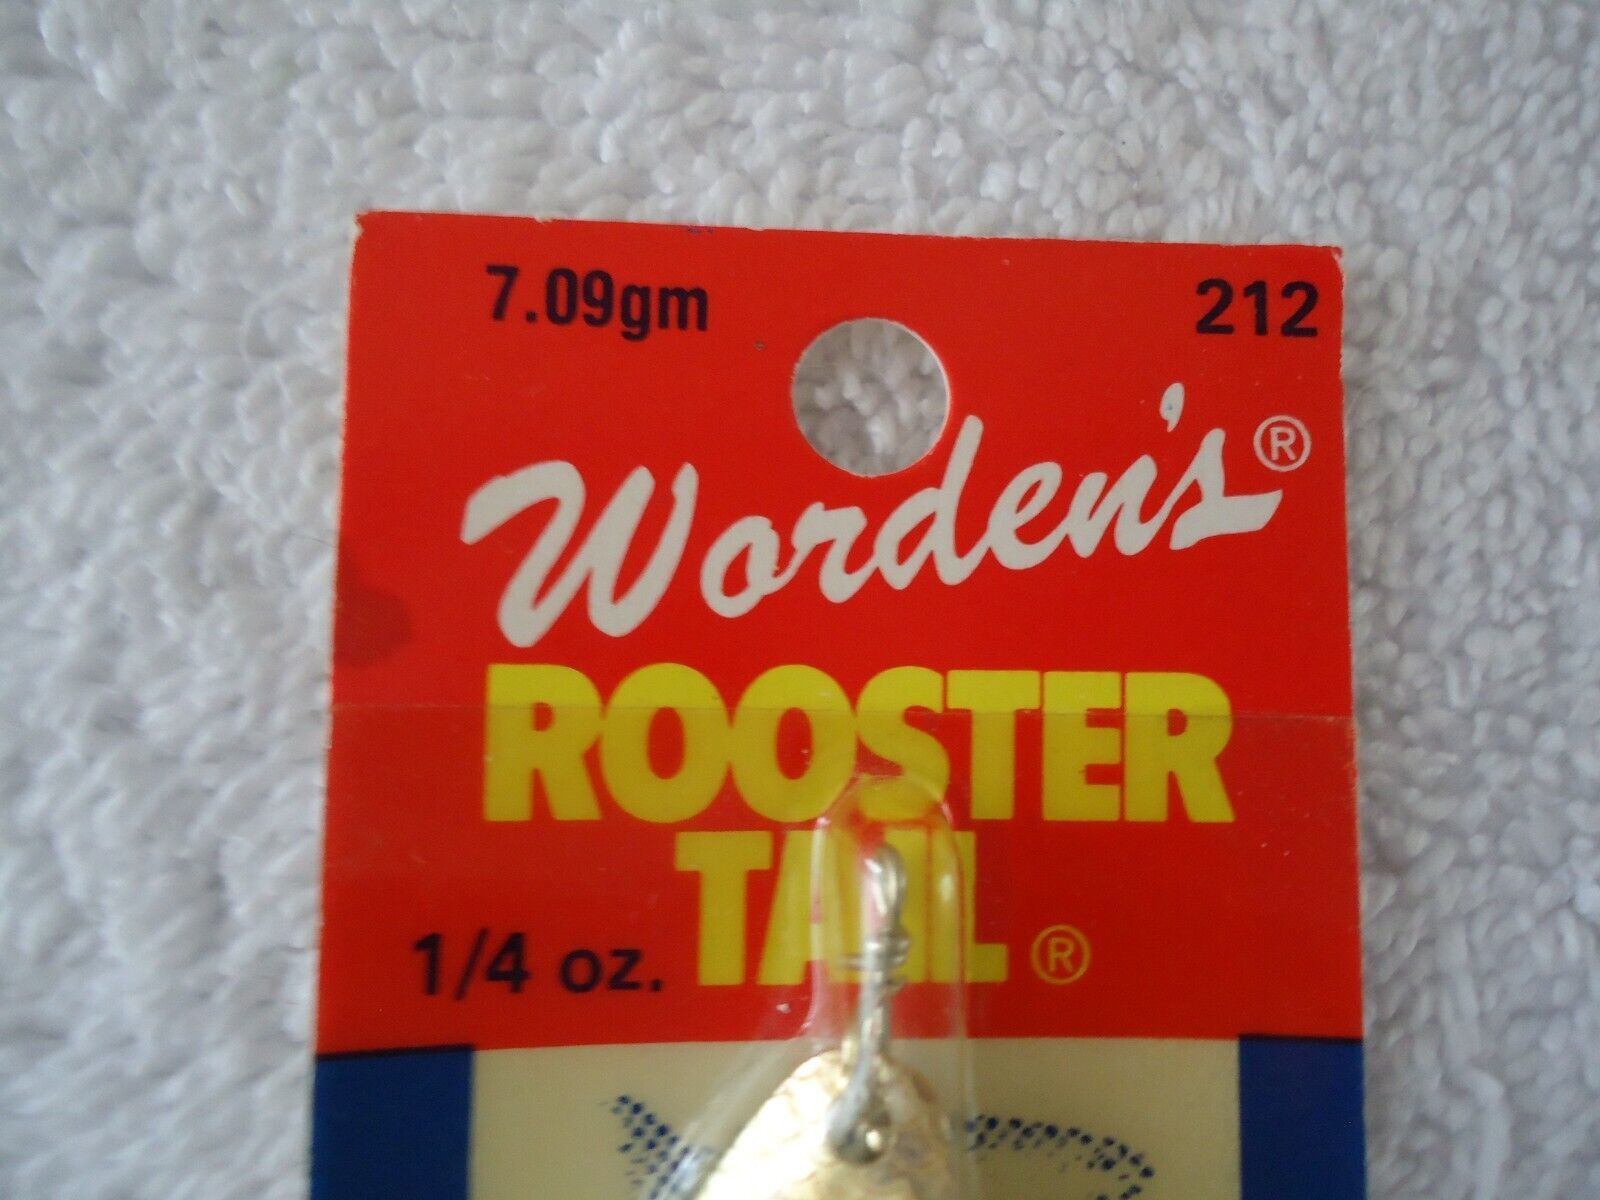 7.09gm 212
Worden's®
ROOSTER
TAIL®
1/4 oz.